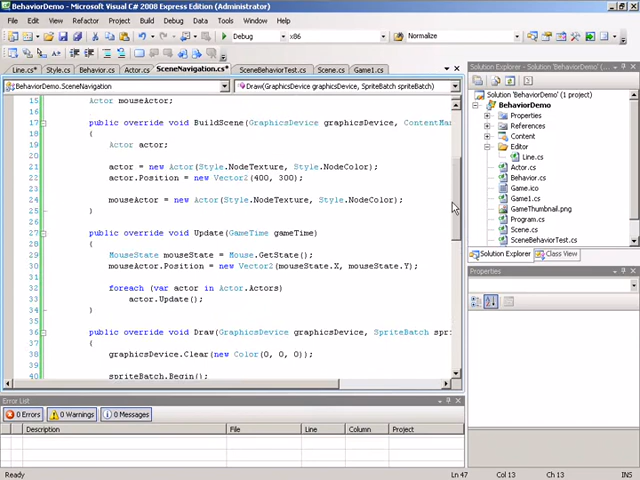 BehaviorDemo - Microsoft Visual C# 2008 Express Edition (Administrator)
File Edit View Refactor Project Build Debug Data Tools Window Help
Debug x86 Normalize
Line.cs* Style.cs Behavior.cs Actor.cs* SceneNavigation.cs* SceneBehaviorTest.cs Scene.cs Game1.cs
BehaviorDemo.SceneNavigation Draw(GraphicsDevice graphicsDevice, SpriteBatch spriteBatch)
15 Actor mouseActor;
16
17 public override void BuildScene(GraphicsDevice graphicsDevice, ContentMan
18 {
19 Actor actor;
20
21 actor = new Actor(Style.NodeTexture, Style.NodeColor);
22 actor.Position = new Vector2(400, 300);
23
24 mouseActor = new Actor(Style.NodeTexture, Style.NodeColor);
25 }
26
27 public override void Update(GameTime gameTime)
28 {
29 MouseState mouseState = Mouse.GetState();
30 mouseActor.Position = new Vector2(mouseState.X, mouseState.Y);
31
32 foreach (var actor in Actor.Actors)
33 actor.Update();
34 }
35
36 public override void Draw(GraphicsDevice graphicsDevice, SpriteBatch spri
37 {
38 graphicsDevice.Clear(new Color(0, 0, 0));
39
40 spriteBatch.Begin();
Solution Explorer - BehaviorDemo
Solution 'BehaviorDemo' (1 project)
BehaviorDemo
Properties
References
Content
Editor
Line.cs
Actor.cs
Behavior.cs
Game.ico
Game1.cs
GameThumbnail.png
Program.cs
Scene.cs
SceneBehaviorTest.cs
Solution Explorer Class View
Properties
Error List
0 Errors 0 Warnings 0 Messages
Description File Line Column Project
Ready Ln 47 Col 13 Ch 13 INS